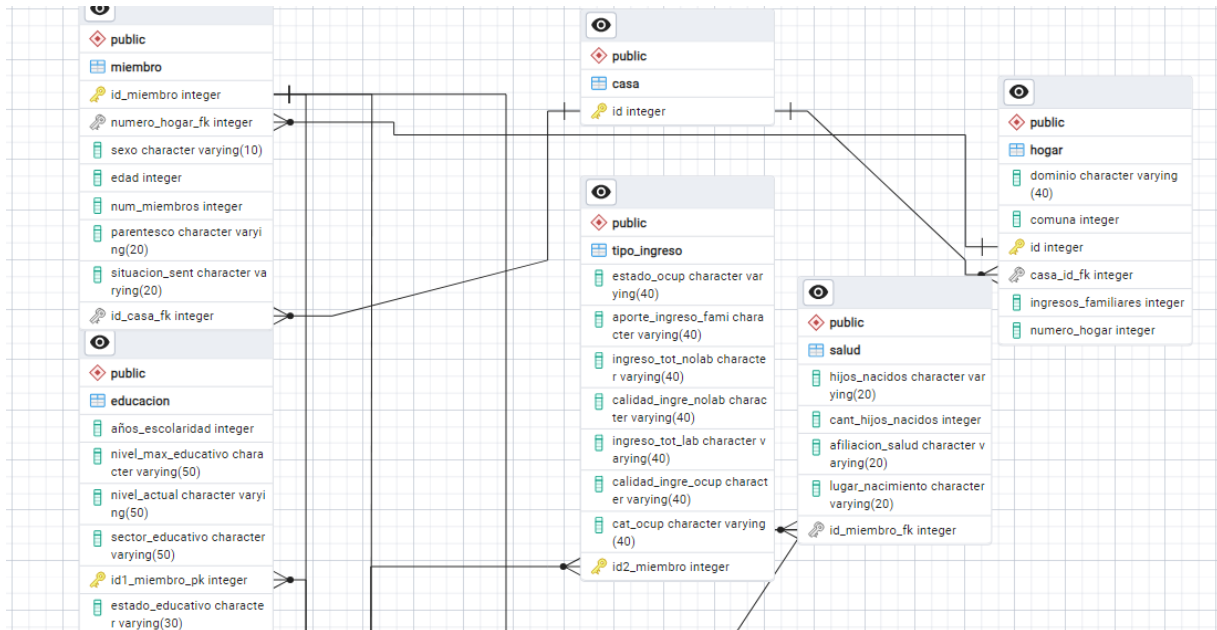 public
miembro
id_miembro integer
numero_hogar_fk integer
sexo character varying(10)
edad integer
num_miembros integer
parentesco character varyi
ng(20)
situacion_sent character va
rying(20)
id_casa_fk integer
public
educacion
años_escolaridad integer
nivel_max_educativo chara
cter varying(50)
nivel_actual character varyi
ng(50)
sector_educativo character
varying(50)
id1_miembro_pk integer
estado_educativo characte
r varying(30)
public
casa
id integer
public
tipo_ingreso
estado_ocup character var
ying(40)
aporte_ingreso_fami chara
cter varying(40)
ingreso_tot_nolab characte
r varying(40)
calidad_ingre_nolab charac
ter varying(40)
ingreso_tot_lab character v
arying(40)
calidad_ingre_ocup charact
er varying(40)
cat_ocup character varying
(40)
id2_miembro integer
public
salud
hijos_nacidos character var
ying(20)
cant_hijos_nacidos integer
afiliacion_salud character v
arying(20)
lugar_nacimiento character
varying(20)
id_miembro_fk integer
public
hogar
dominio character varying
(40)
comuna integer
id integer
casa_id_fk integer
ingresos_familiares integer
numero_hogar integer